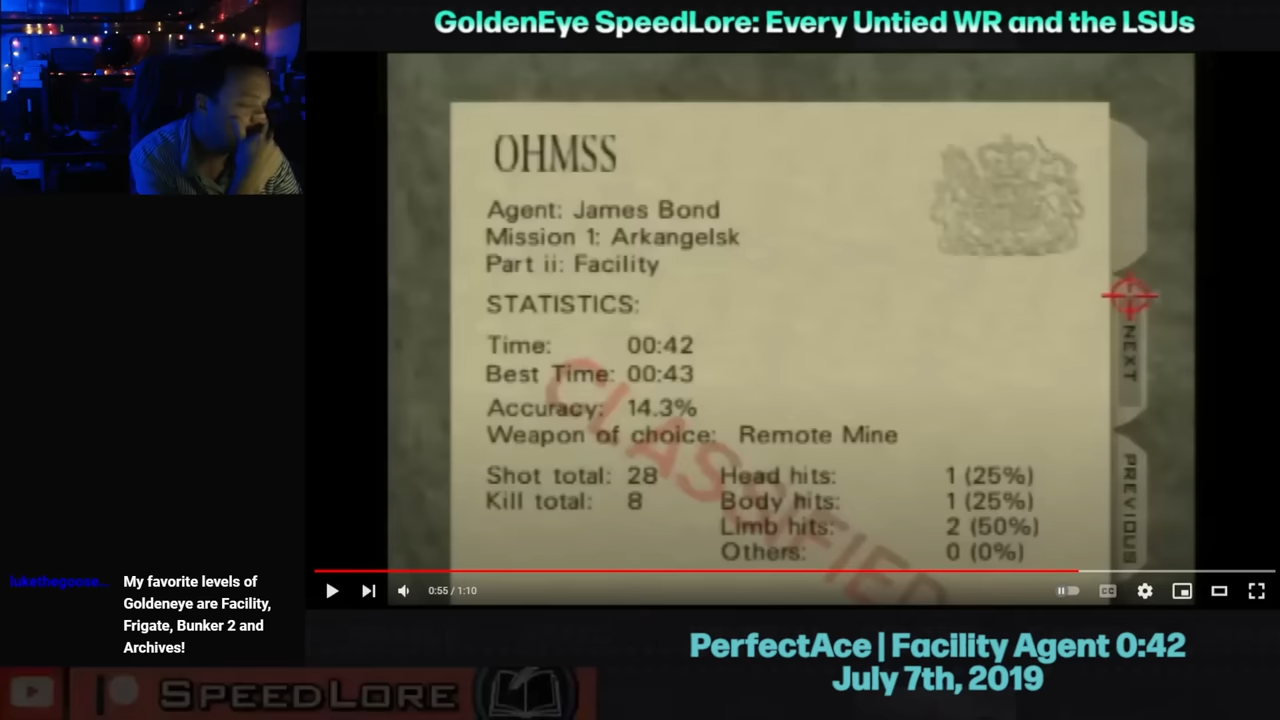 GoldenEye SpeedLore: Every Untied WR and the LSUs
OHMSS
Agent: James Bond
Mission 1: Arkangelsk
Part ii: Facility
STATISTICS:
Time: 00:42
Best Time: 00:43
Accuracy: 14.3%
Weapon of choice: Remote Mine
Shot total: 28 Head hits: 1 (25%)
Kill total: 8 Body hits: 1 (25%)
Limb hits: 2 (50%)
Others: 0 (0%)
CLASSIFIED
NEXT
PREVIOUS
0:55 / 1:10
CC
lukethegoose...
My favorite levels of
Goldeneye are Facility,
Frigate, Bunker 2 and
Archives!
PerfectAce | Facility Agent 0:42
July 7th, 2019
SPEEDLORE